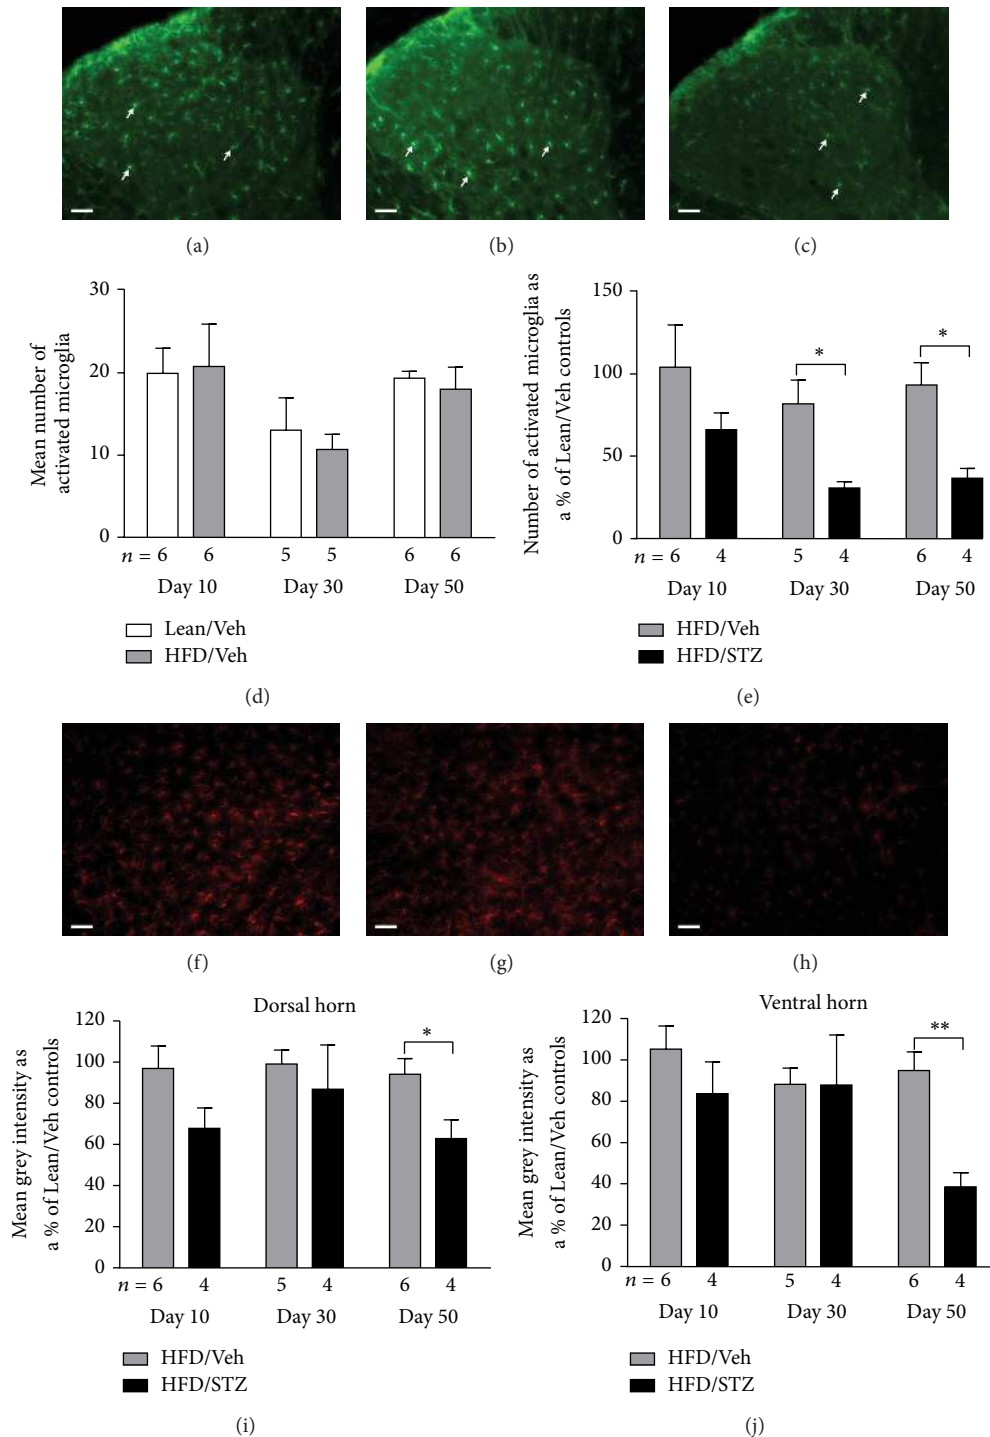 (a)
(b)
(c)
30
20
10
0
Mean number of
activated microglia
n = 6 6 5 5 6 6
Day 10 Day 30 Day 50
Lean/Veh
HFD/Veh
(d)
150
100
50
0
Number of activated microglia as
a % of Lean/Veh controls
* *
n = 6 4 5 4 6 4
Day 10 Day 30 Day 50
HFD/Veh
HFD/STZ
(e)
(f)
(g)
(h)
Dorsal horn
120
100
80
60
40
20
0
Mean grey intensity as
a % of Lean/Veh controls
*
n = 6 4 5 4 6 4
Day 10 Day 30 Day 50
HFD/Veh
HFD/STZ
(i)
Ventral horn
120
100
80
60
40
20
0
Mean grey intensity as
a % of Lean/Veh controls
**
n = 6 4 5 4 6 4
Day 10 Day 30 Day 50
HFD/Veh
HFD/STZ
(j)